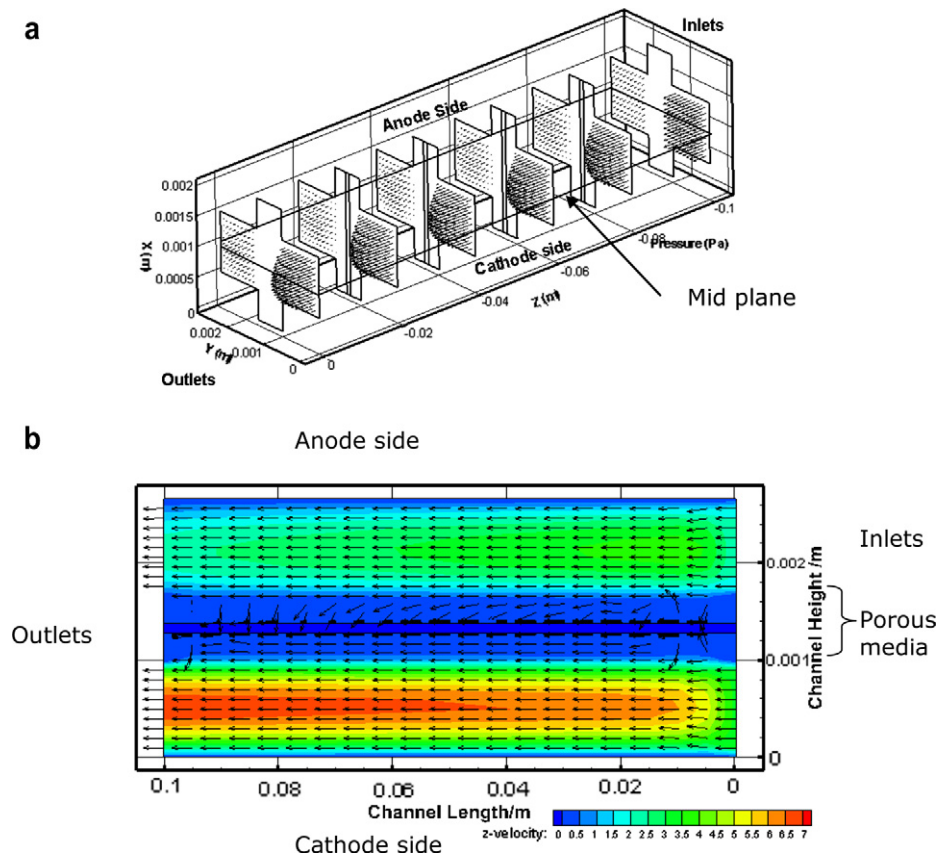 a
Inlets
Anode Side
0.002
0.0015
0.001
0.0005
0
X (m)
-0.1
-0.08
Pressure (Pa)
-0.06
Z (m)
-0.04
-0.02
0
Cathode side
Mid plane
0.002
0.001
0
Y (m)
Outlets
b
Anode side
Inlets
0.002
Channel Height /m
Porous
media
Outlets
0.001
0
0.1
0.08
0.06
0.04
0.02
0
Channel Length/m
z-velocity: 0 0.5 1 1.5 2 2.5 3 3.5 4 4.5 5 5.5 6 6.5 7
Cathode side